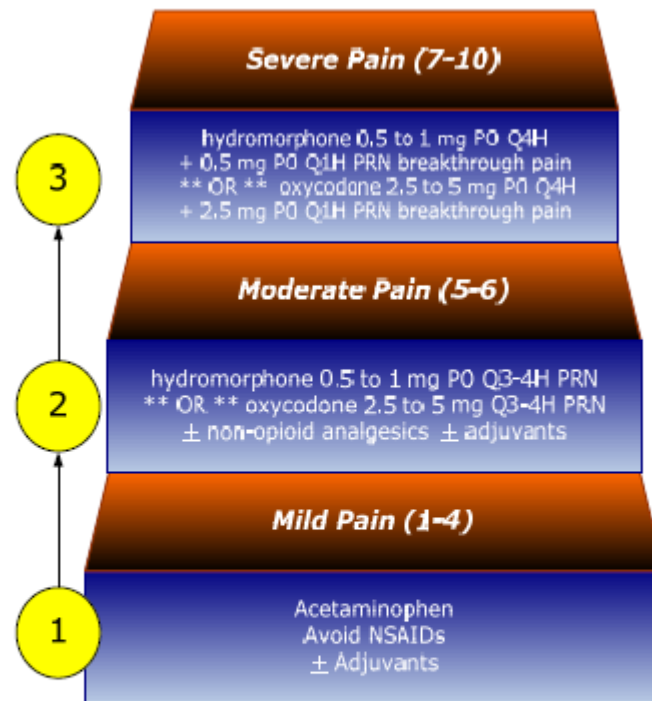 Severe Pain (7-10)
hydromorphone 0.5 to 1 mg PO Q4H
+ 0.5 mg PO Q1H PRN breakthrough pain
** OR ** oxycodone 2.5 to 5 mg PO Q4H
+ 2.5 mg PO Q1H PRN breakthrough pain
3
Moderate Pain (5-6)
hydromorphone 0.5 to 1 mg PO Q3-4H PRN
** OR ** oxycodone 2.5 to 5 mg Q3-4H PRN
± non-opioid analgesics ± adjuvants
2
Mild Pain (1-4)
Acetaminophen
Avoid NSAIDs
± Adjuvants
1